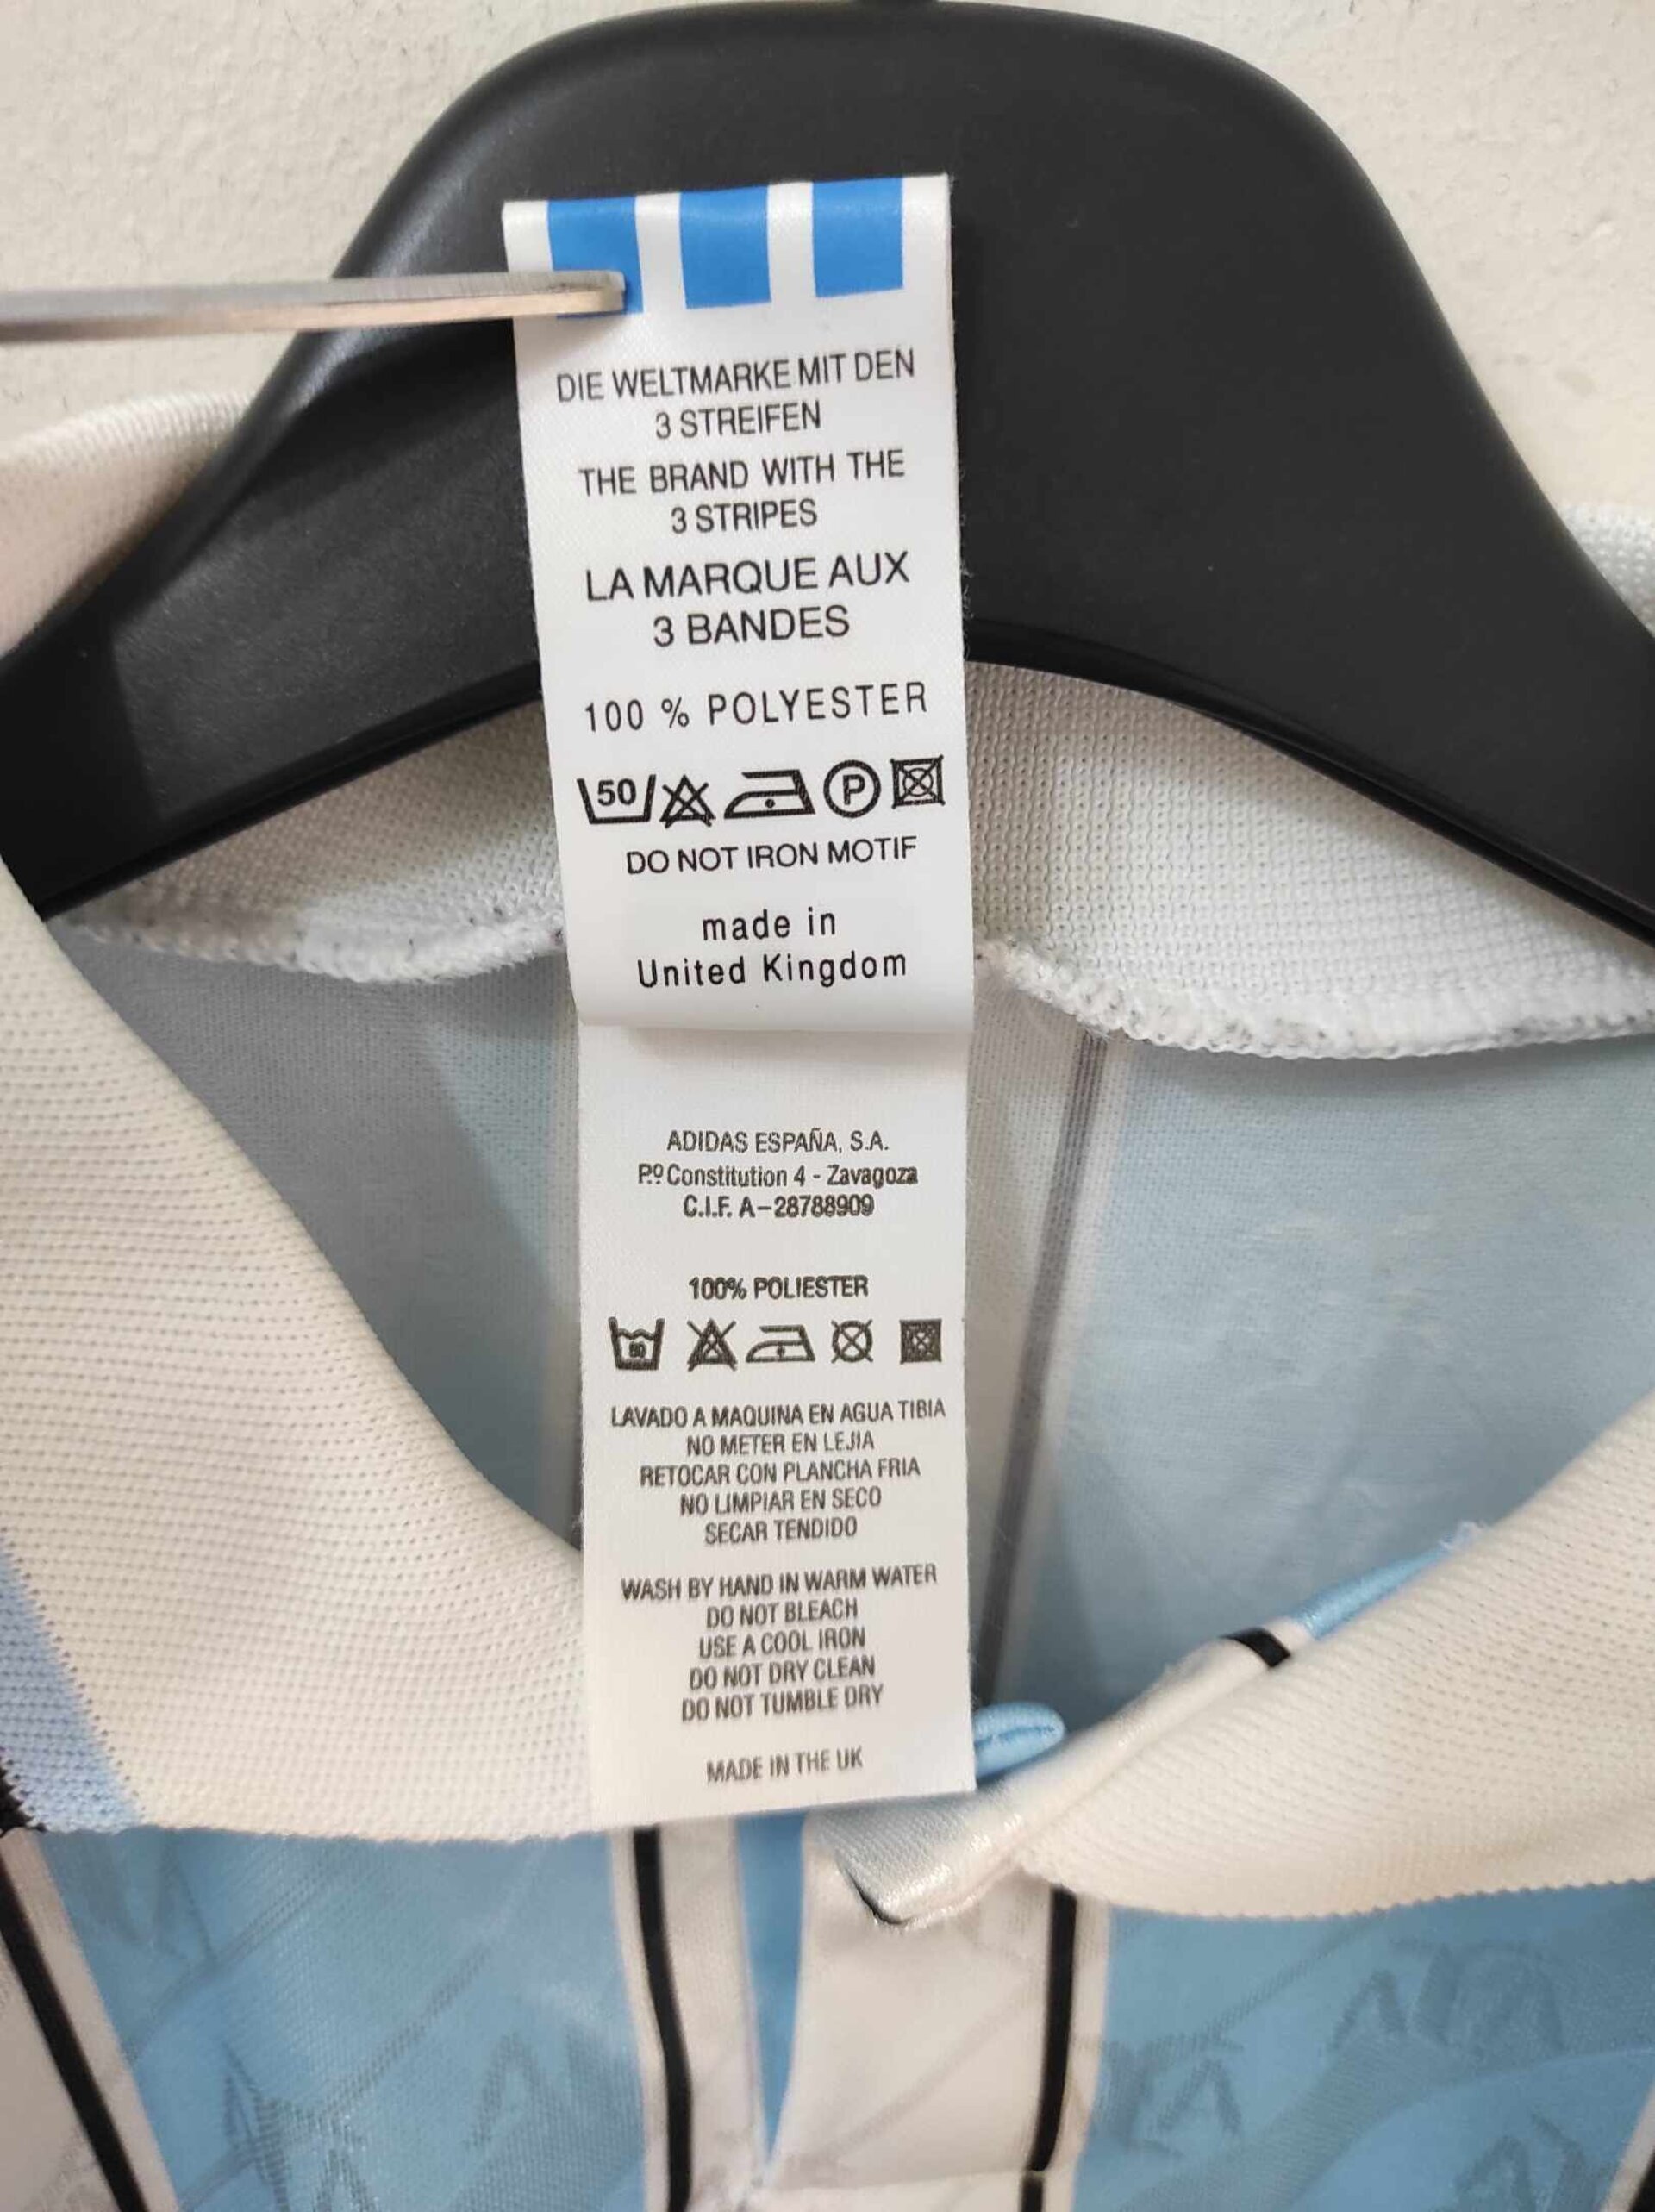 DIE WELTMARKE MIT DEN
3 STREIFEN
THE BRAND WITH THE
3 STRIPES
LA MARQUE AUX
3 BANDES
100 % POLYESTER
50 P
DO NOT IRON MOTIF
made in
United Kingdom
ADIDAS ESPAÑA, S.A.
P.º Constitution 4 - Zavagoza
C.I.F. A-28788909
100% POLIESTER
LAVADO A MAQUINA EN AGUA TIBIA
NO METER EN LEJIA
RETOCAR CON PLANCHA FRIA
NO LIMPIAR EN SECO
SECAR TENDIDO
WASH BY HAND IN WARM WATER
DO NOT BLEACH
USE A COOL IRON
DO NOT DRY CLEAN
DO NOT TUMBLE DRY
MADE IN THE UK